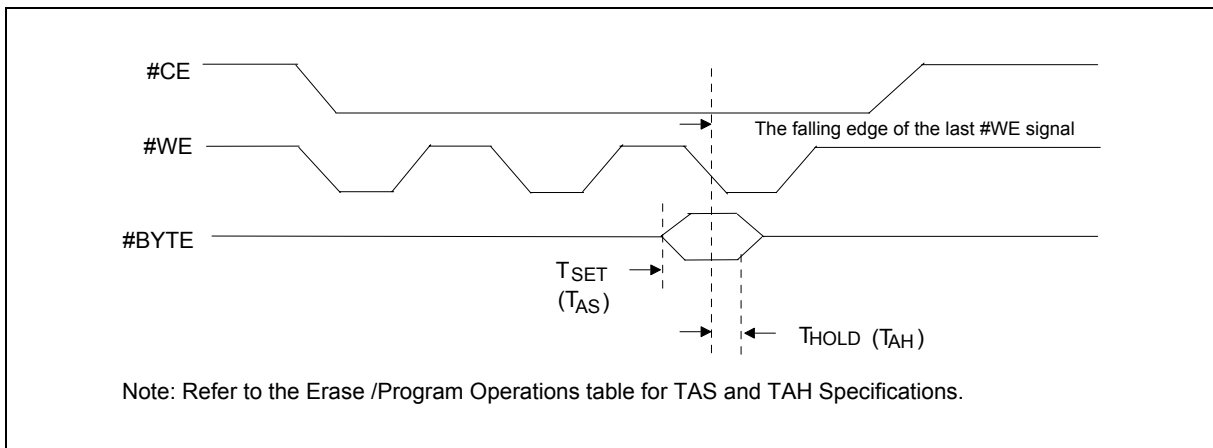 #CE
The falling edge of the last #WE signal
#WE
#BYTE
TSET
(TAS)
THOLD (TAH)
Note: Refer to the Erase /Program Operations table for TAS and TAH Specifications.